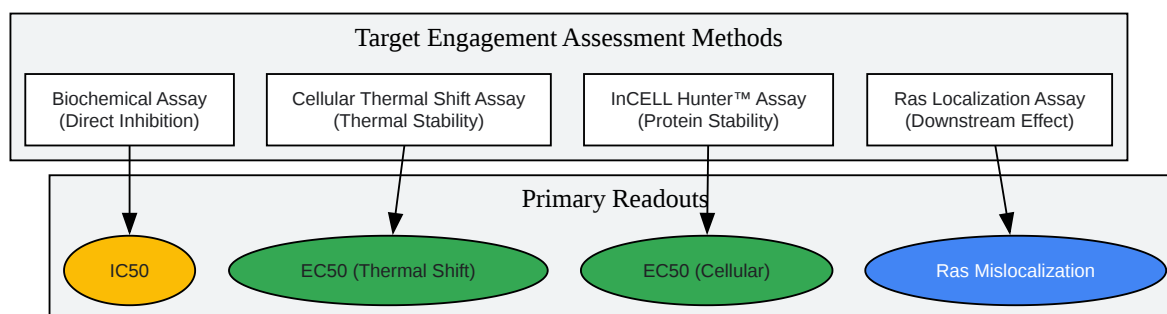 Target Engagement Assessment Methods
Biochemical Assay
(Direct Inhibition)
Cellular Thermal Shift Assay
(Thermal Stability)
InCELL Hunter™ Assay
(Protein Stability)
Ras Localization Assay
(Downstream Effect)
Primary Readouts
IC50
EC50 (Thermal Shift)
EC50 (Cellular)
Ras Mislocalization